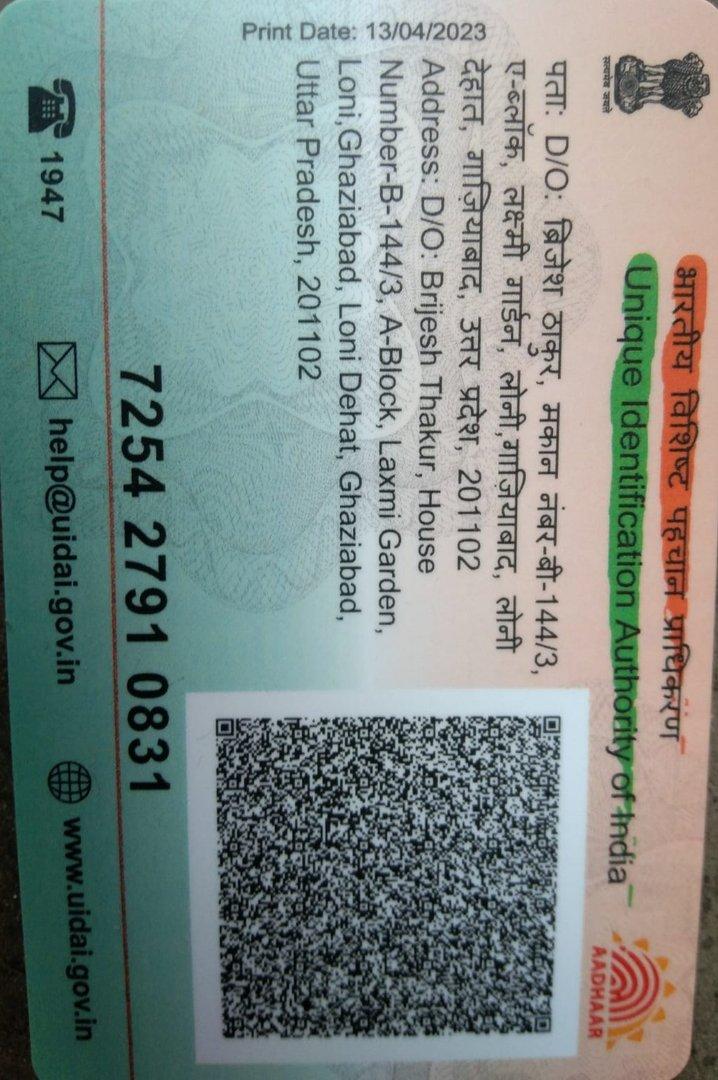 Print Date: 13/04/2023
सत्यमेव जयते
भारतीय विशिष्ट पहचान प्राधिकरण
Unique Identification Authority of India
AADHAAR
पता: D/O: ब्रिजेश ठाकुर, मकान नंबर-बी-144/3,
ए-ब्लॉक, लक्ष्मी गार्डन, लोनी,गाजियाबाद, लोनी
देहात, गाज़ियाबाद, उत्तर प्रदेश, 201102
Address: D/O: Brijesh Thakur, House
Number-B-144/3, A-Block, Laxmi Garden,
Loni,Ghaziabad, Loni Dehat, Ghaziabad,
Uttar Pradesh, 201102
7254 2791 0831
1947
help@uidai.gov.in
www.uidai.gov.in